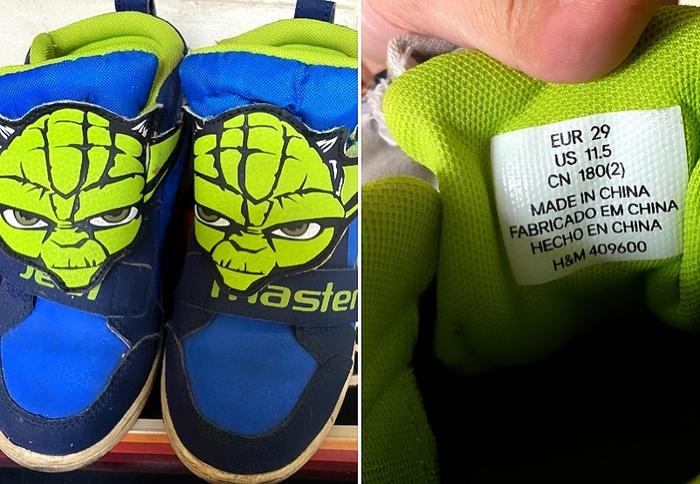 Jedi
master
EUR 29
US 11.5
CN 180(2)
MADE IN CHINA
FABRICADO EM CHINA
HECHO EN CHINA
H&M 409600